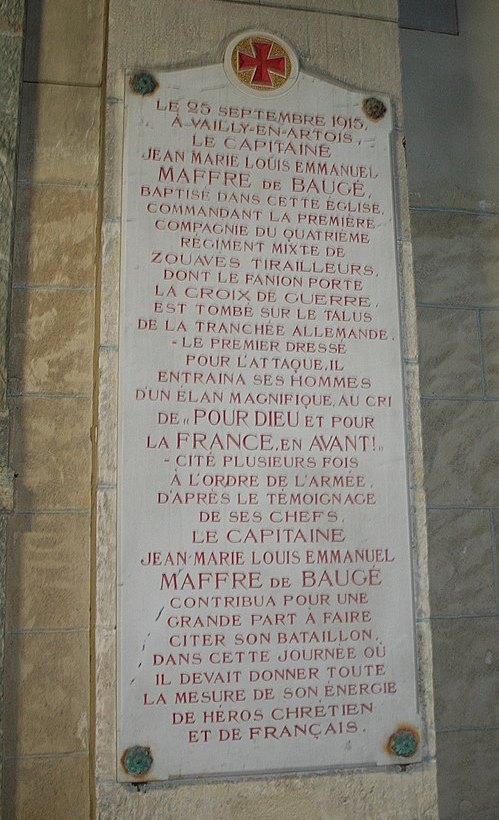 LE 25 SEPTEMBRE 1915,
À VAILLY-EN-ARTOIS,
LE CAPITAINE
JEAN MARIE LOUIS EMMANUEL
MAFFRE DE BAUGÉ,
BAPTISÉ DANS CETTE ÉGLISE,
COMMANDANT LA PREMIÈRE
COMPAGNIE DU QUATRIÈME
RÉGIMENT MIXTE DE
ZOUAVES TIRAILLEURS,
DONT LE FANION PORTE
LA CROIX DE GUERRE,
EST TOMBÉ SUR LE TALUS
DE LA TRANCHÉE ALLEMANDE.
- LE PREMIER DRESSÉ
POUR L'ATTAQUE, IL
ENTRAINA SES HOMMES
D'UN ÉLAN MAGNIFIQUE, AU CRI
DE "POUR DIEU ET POUR
LA FRANCE, EN AVANT!"
- CITÉ PLUSIEURS FOIS
À L'ORDRE DE L'ARMÉE,
D'APRÈS LE TÉMOIGNAGE
DE SES CHEFS,
LE CAPITAINE
JEAN MARIE LOUIS EMMANUEL
MAFFRE DE BAUGÉ
CONTRIBUA POUR UNE
GRANDE PART À FAIRE
CITER SON BATAILLON,
DANS CETTE JOURNÉE OÙ
IL DEVAIT DONNER TOUTE
LA MESURE DE SON ÉNERGIE
DE HÉROS CHRÉTIEN
ET DE FRANÇAIS.